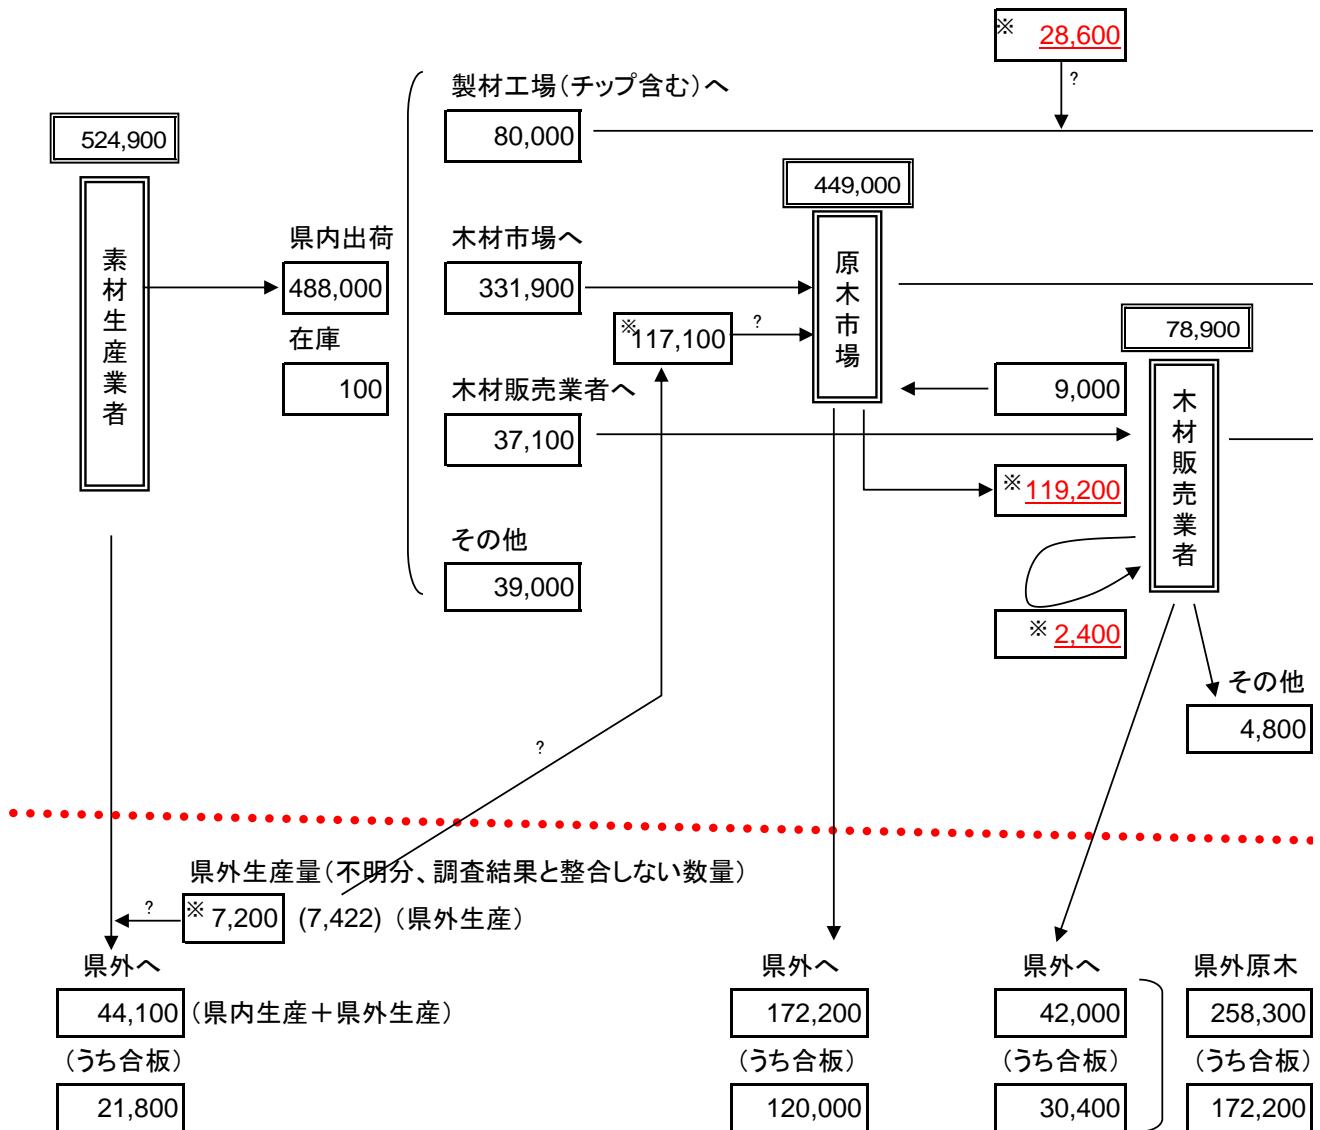 ※ 28,600
?
製材工場(チップ含む)へ
80,000
524,900
449,000
素材生産業者
県内出荷
488,000
木材市場へ
331,900
原木市場
在庫
100
※117,100
?
78,900
9,000
木材販売業者へ
37,100
木材販売業者
※119,200
その他
39,000
※ 2,400
その他
4,800
?
県外生産量(不明分、調査結果と整合しない数量)
?
※ 7,200 (7,422) (県外生産)
県外へ
44,100 (県内生産+県外生産)
(うち合板)
21,800
県外へ
172,200
(うち合板)
120,000
県外へ
42,000
(うち合板)
30,400
県外原木
258,300
(うち合板)
172,200